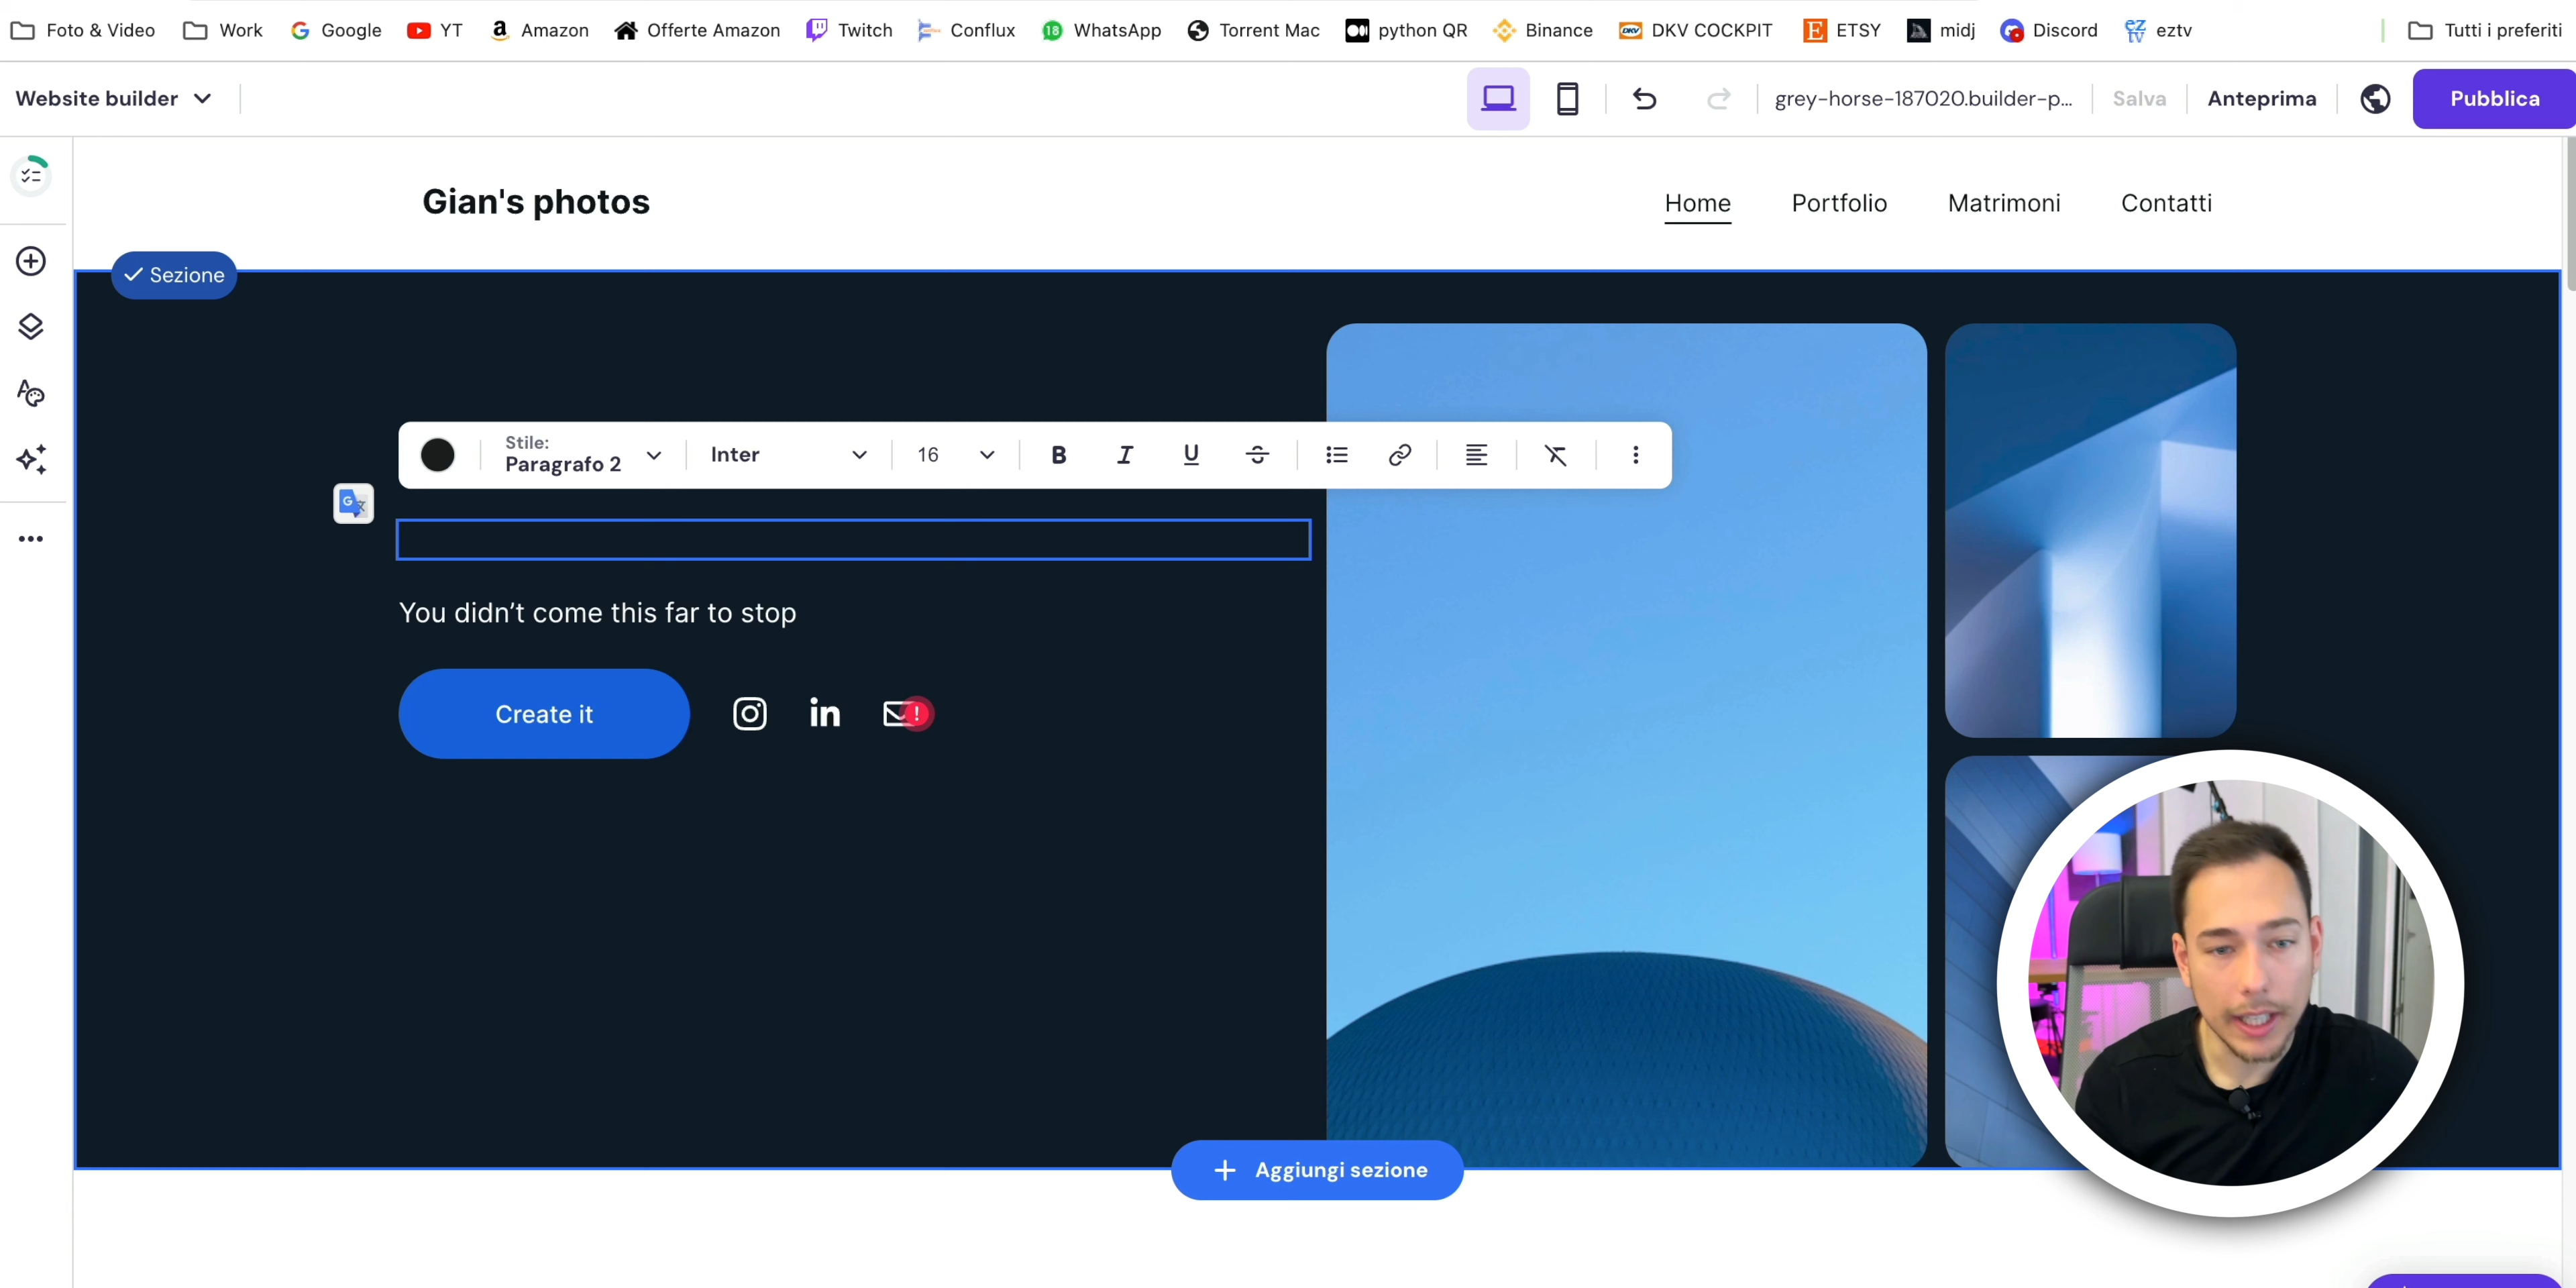 Foto & Video Work Google YT Amazon Offerte Amazon Twitch Conflux 18 WhatsApp Torrent Mac python QR Binance DKV DKV COCKPIT ETSY midj Discord eztv Tutti i preferiti
Website builder grey-horse-187020.builder-p... Salva Anteprima Pubblica
Gian's photos Home Portfolio Matrimoni Contatti
Sezione
Stile:
Paragrafo 2 Inter 16 B I U
You didn't come this far to stop
Create it
Aggiungi sezione